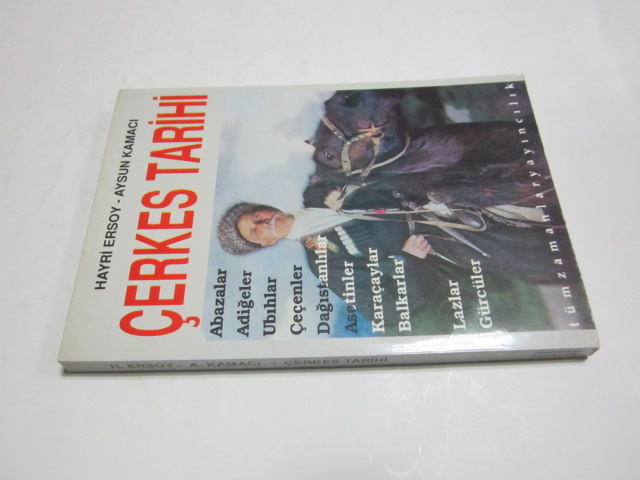 HAYRİ ERSOY - AYSUN KAMACI
ÇERKES TARİHİ
Abazalar
Adiğeler
Ubıhlar
Çeçenler
Dağıstanlılar
Asetinler
Karaçaylar
Balkarlar
Lazlar
Gürcüler
tümzamanlaryayıncılık
H. ERSOY - A. KAMACI / ÇERKES TARİHİ